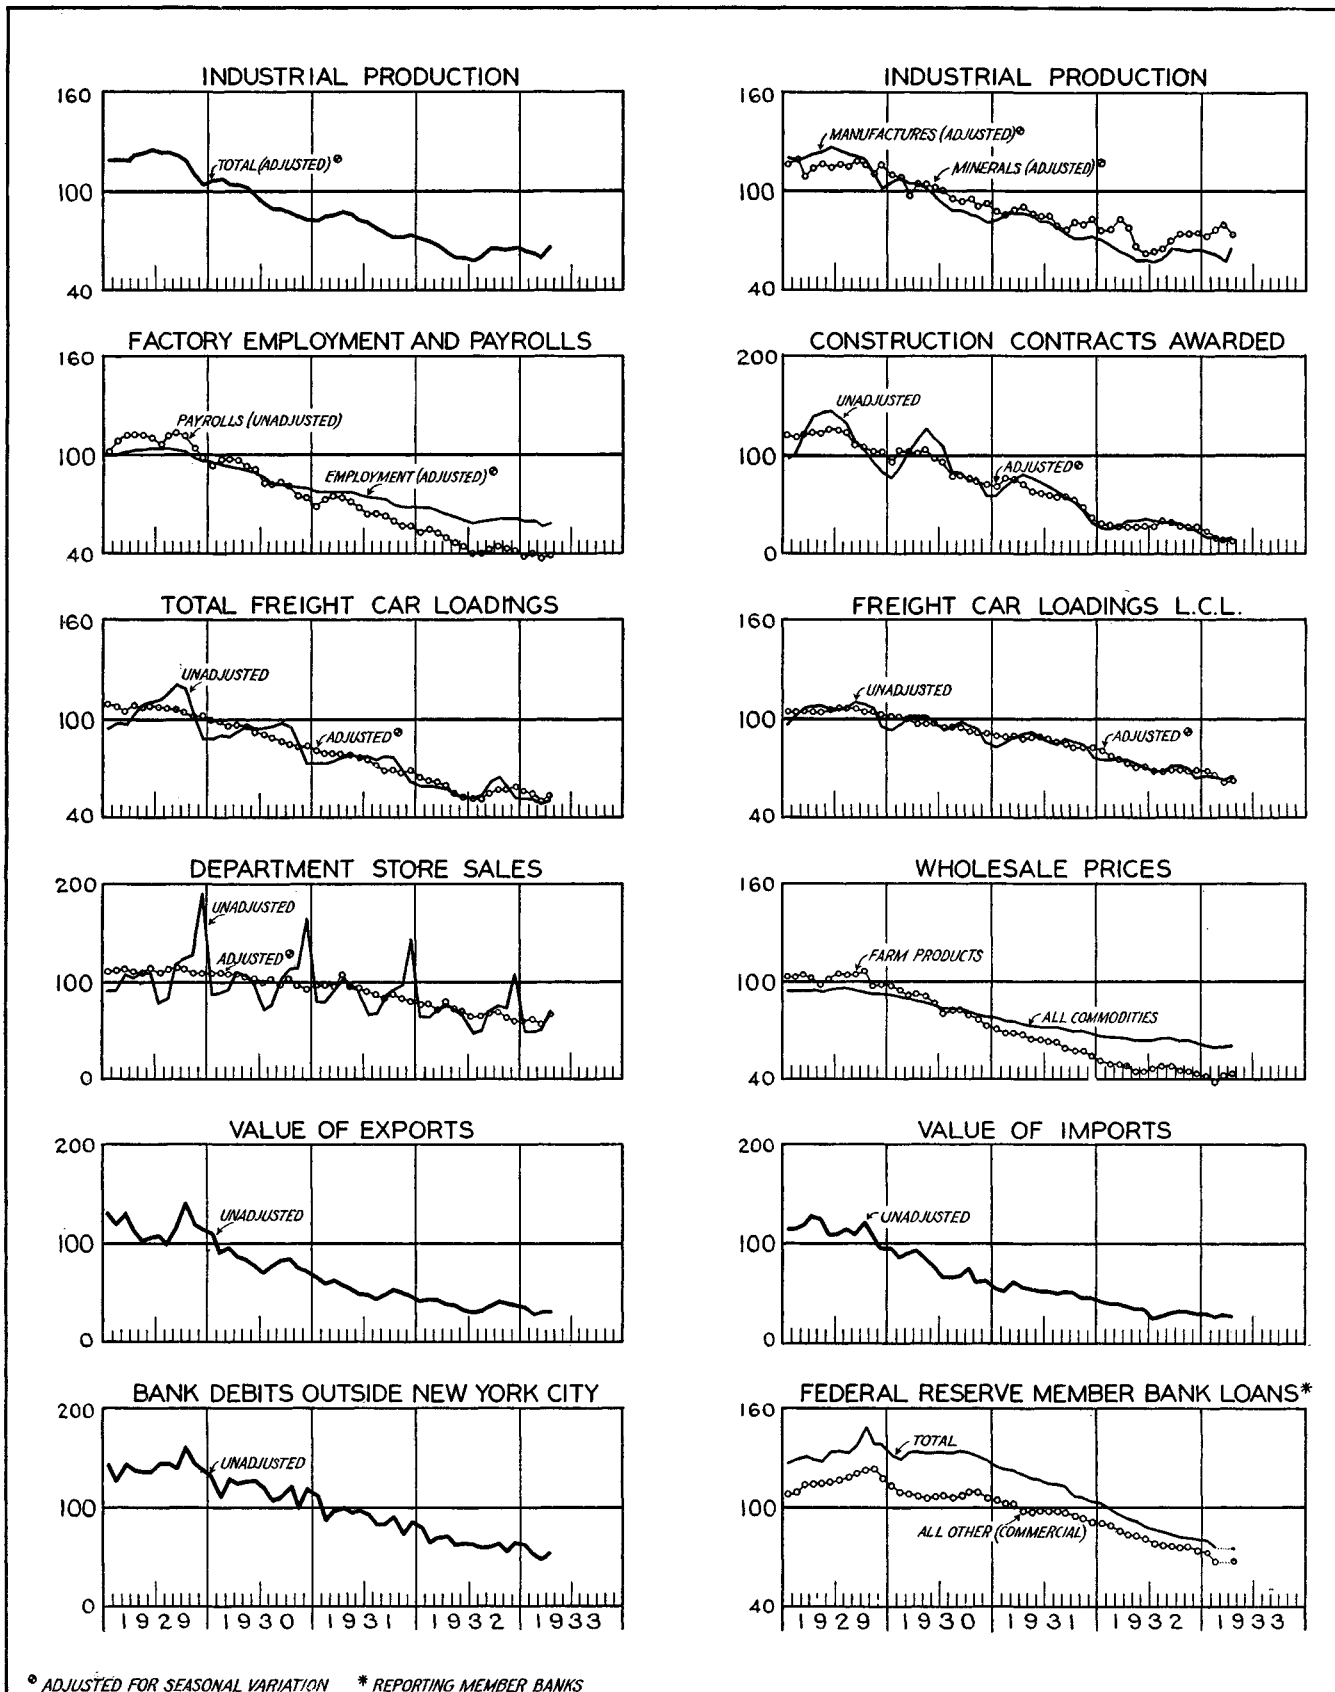 INDUSTRIAL PRODUCTION
160
100
40
TOTAL (ADJUSTED)⊘
INDUSTRIAL PRODUCTION
160
100
40
MANUFACTURES (ADJUSTED)⊘
MINERALS (ADJUSTED)⊘
FACTORY EMPLOYMENT AND PAYROLLS
160
100
40
PAYROLLS (UNADJUSTED)
EMPLOYMENT (ADJUSTED)⊘
CONSTRUCTION CONTRACTS AWARDED
200
100
0
UNADJUSTED
ADJUSTED⊘
TOTAL FREIGHT CAR LOADINGS
160
100
40
UNADJUSTED
ADJUSTED⊘
FREIGHT CAR LOADINGS L.C.L.
160
100
40
UNADJUSTED
ADJUSTED⊘
DEPARTMENT STORE SALES
200
100
0
UNADJUSTED
ADJUSTED⊘
WHOLESALE PRICES
160
100
40
FARM PRODUCTS
ALL COMMODITIES
VALUE OF EXPORTS
200
100
0
UNADJUSTED
VALUE OF IMPORTS
200
100
0
UNADJUSTED
BANK DEBITS OUTSIDE NEW YORK CITY
200
100
0
UNADJUSTED
1929 1930 1931 1932 1933
FEDERAL RESERVE MEMBER BANK LOANS*
160
100
40
TOTAL
ALL OTHER (COMMERCIAL)
1929 1930 1931 1932 1933
⊘ ADJUSTED FOR SEASONAL VARIATION * REPORTING MEMBER BANKS